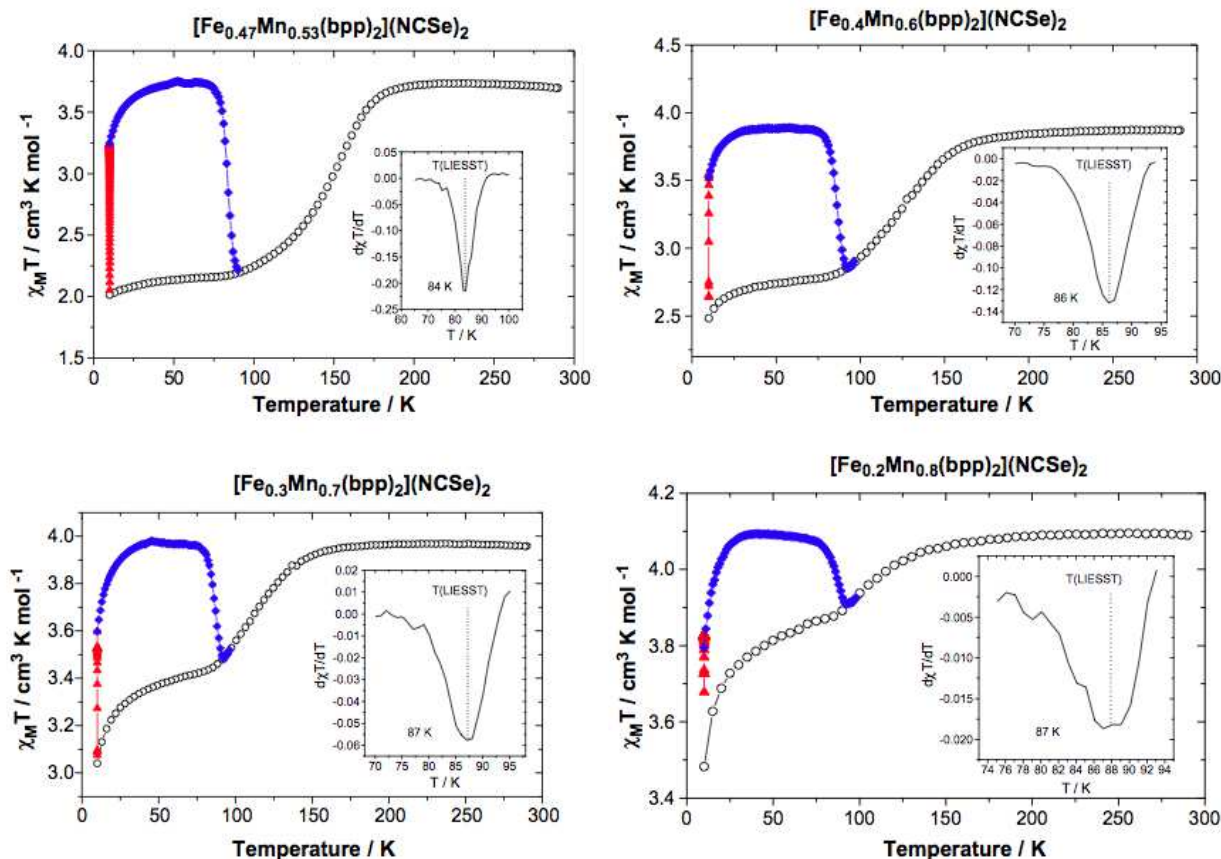 [Fe0.47Mn0.53(bpp)2](NCSe)2
4.0
3.5
3.0
2.5
2.0
1.5
χMT / cm3 K mol -1
0 50 100 150 200 250 300
Temperature / K
0.05
0.00
-0.05
-0.10
-0.15
-0.20
-0.25
dχT/dT
T(LIESST)
84 K
60 70 80 90 100
T / K
[Fe0.4Mn0.6(bpp)2](NCSe)2
4.5
4.0
3.5
3.0
2.5
χMT / cm3 K mol -1
0 50 100 150 200 250 300
Temperature / K
0.00
-0.02
-0.04
-0.06
-0.08
-0.10
-0.12
-0.14
dχT/dT
T(LIESST)
86 K
70 75 80 85 90 95
T / K
[Fe0.3Mn0.7(bpp)2](NCSe)2
4.0
3.8
3.6
3.4
3.2
3.0
χMT / cm3 K mol -1
0 50 100 150 200 250 300
Temperature / K
0.02
0.01
0.00
-0.01
-0.02
-0.03
-0.04
-0.05
-0.06
dχT/dT
T(LIESST)
87 K
70 75 80 85 90 95
T / K
[Fe0.2Mn0.8(bpp)2](NCSe)2
4.2
4.1
4.0
3.9
3.8
3.7
3.6
3.5
3.4
χMT / cm3 K mol -1
0 50 100 150 200 250 300
Temperature / K
0.000
-0.005
-0.010
-0.015
-0.020
dχT/dT
T(LIESST)
87 K
74 76 78 80 82 84 86 88 90 92 94
T / K